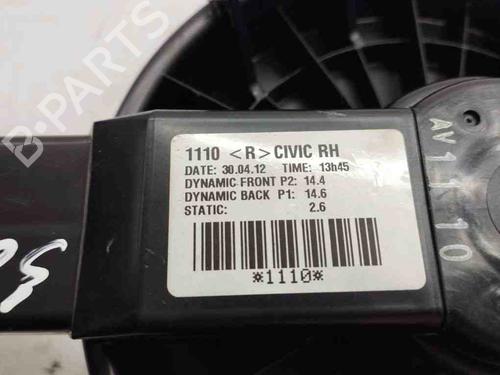 B-PARTS
1110 <R> CIVIC RH
DATE: 30.04.12 TIME: 13h45
DYNAMIC FRONT P2: 14.4
DYNAMIC BACK P1: 14.6
STATIC: 2.6
*1110*
AV1110